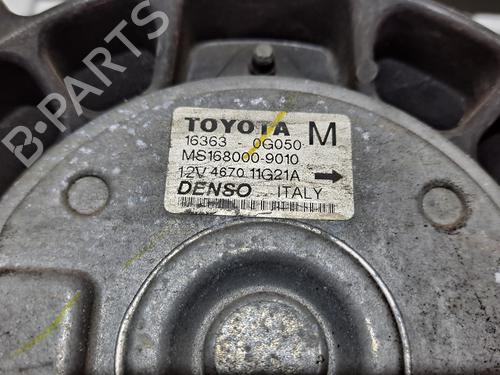 B-PARTS
TOYOTA M
16363 0G050
MS168000-9010
12V 4670 11G21A
DENSO ITALY